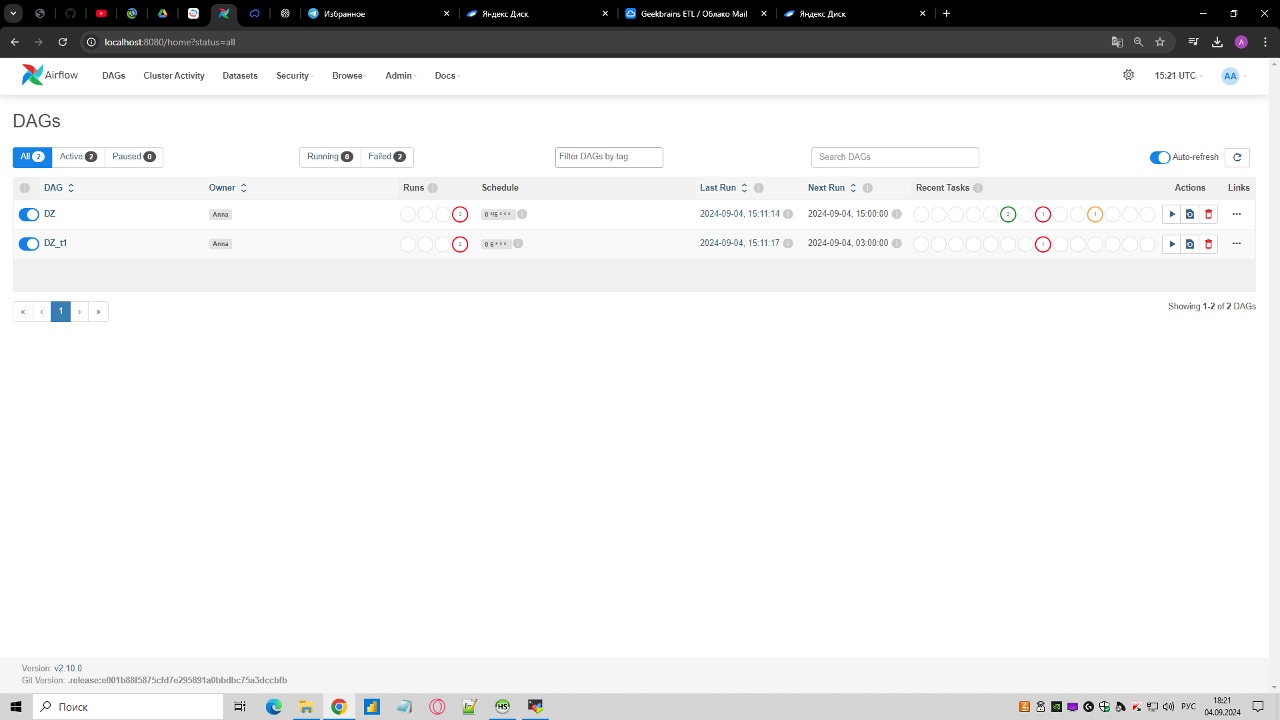 Избранное
Яндекс Диск
Geekbrains ETL / Облако Mail
Яндекс Диск
localhost:8080/home?status=all
Airflow
DAGs
Cluster Activity
Datasets
Security
Browse
Admin
Docs
15:21 UTC
AA
DAGs
All 2
Active 2
Paused 0
Running 0
Failed 2
Filter DAGs by tag
Search DAGs
Auto-refresh
DAG
Owner
Runs
Schedule
Last Run
Next Run
Recent Tasks
Actions
Links
DZ
Anna
3
2024-09-04, 15:11:14
2024-09-04, 15:00:00
2
1
1
DZ_t1
Anna
2
2024-09-04, 15:11:17
2024-09-04, 03:00:00
1
« ‹ 1 › »
Showing 1-2 of 2 DAGs
Version: v2.10.0
Git Version: .release:e001b88f5875cfd7e295891a0bbdbc75a3dccbfb
Поиск
РУС
18:21
04.09.2024